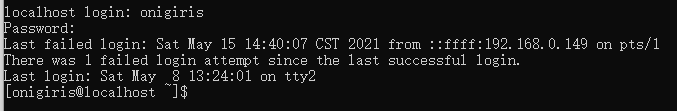 localhost login: onigiris
Password:
Last failed login: Sat May 15 14:40:07 CST 2021 from ::ffff:192.168.0.149 on pts/1
There was 1 failed login attempt since the last successful login.
Last login: Sat May  8 13:24:01 on tty2
[onigiris@localhost ~]$